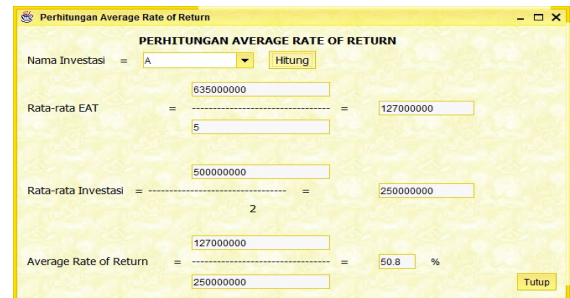 Perhitungan Average Rate of Return
PERHITUNGAN AVERAGE RATE OF RETURN
Nama Investasi = A Hitung
635000000
Rata-rata EAT = --------------------------------- = 127000000
5
500000000
Rata-rata Investasi = --------------------------------- = 250000000
2
127000000
Average Rate of Return = --------------------------------- = 50.8 %
250000000
Tutup